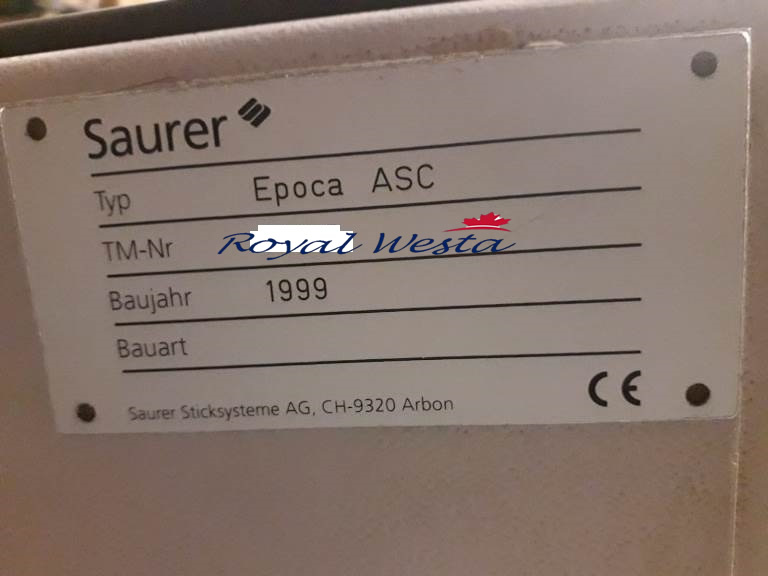 Saurer
Typ Epoca ASC
TM-Nr Royal Westa
Baujahr 1999
Bauart
Saurer Sticksysteme AG, CH-9320 Arbon CE